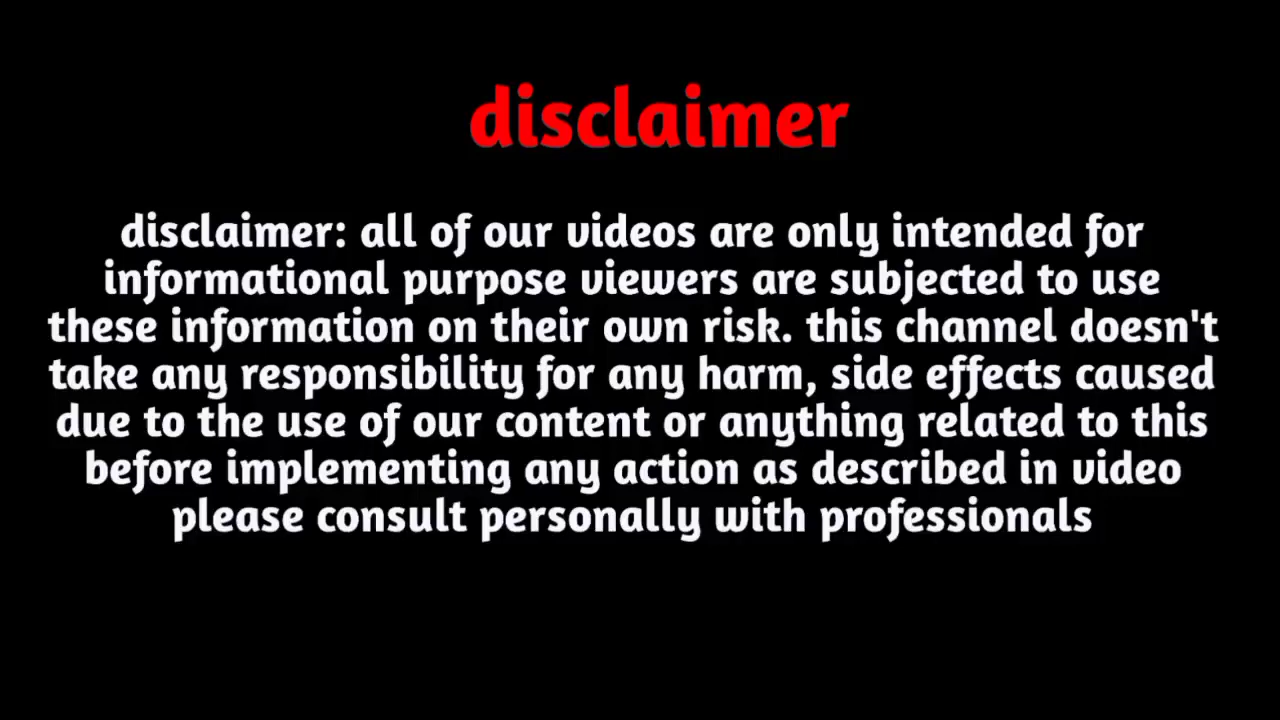 disclaimer
disclaimer: all of our videos are only intended for
informational purpose viewers are subjected to use
these information on their own risk. this channel doesn't
take any responsibility for any harm, side effects caused
due to the use of our content or anything related to this
before implementing any action as described in video
please consult personally with professionals